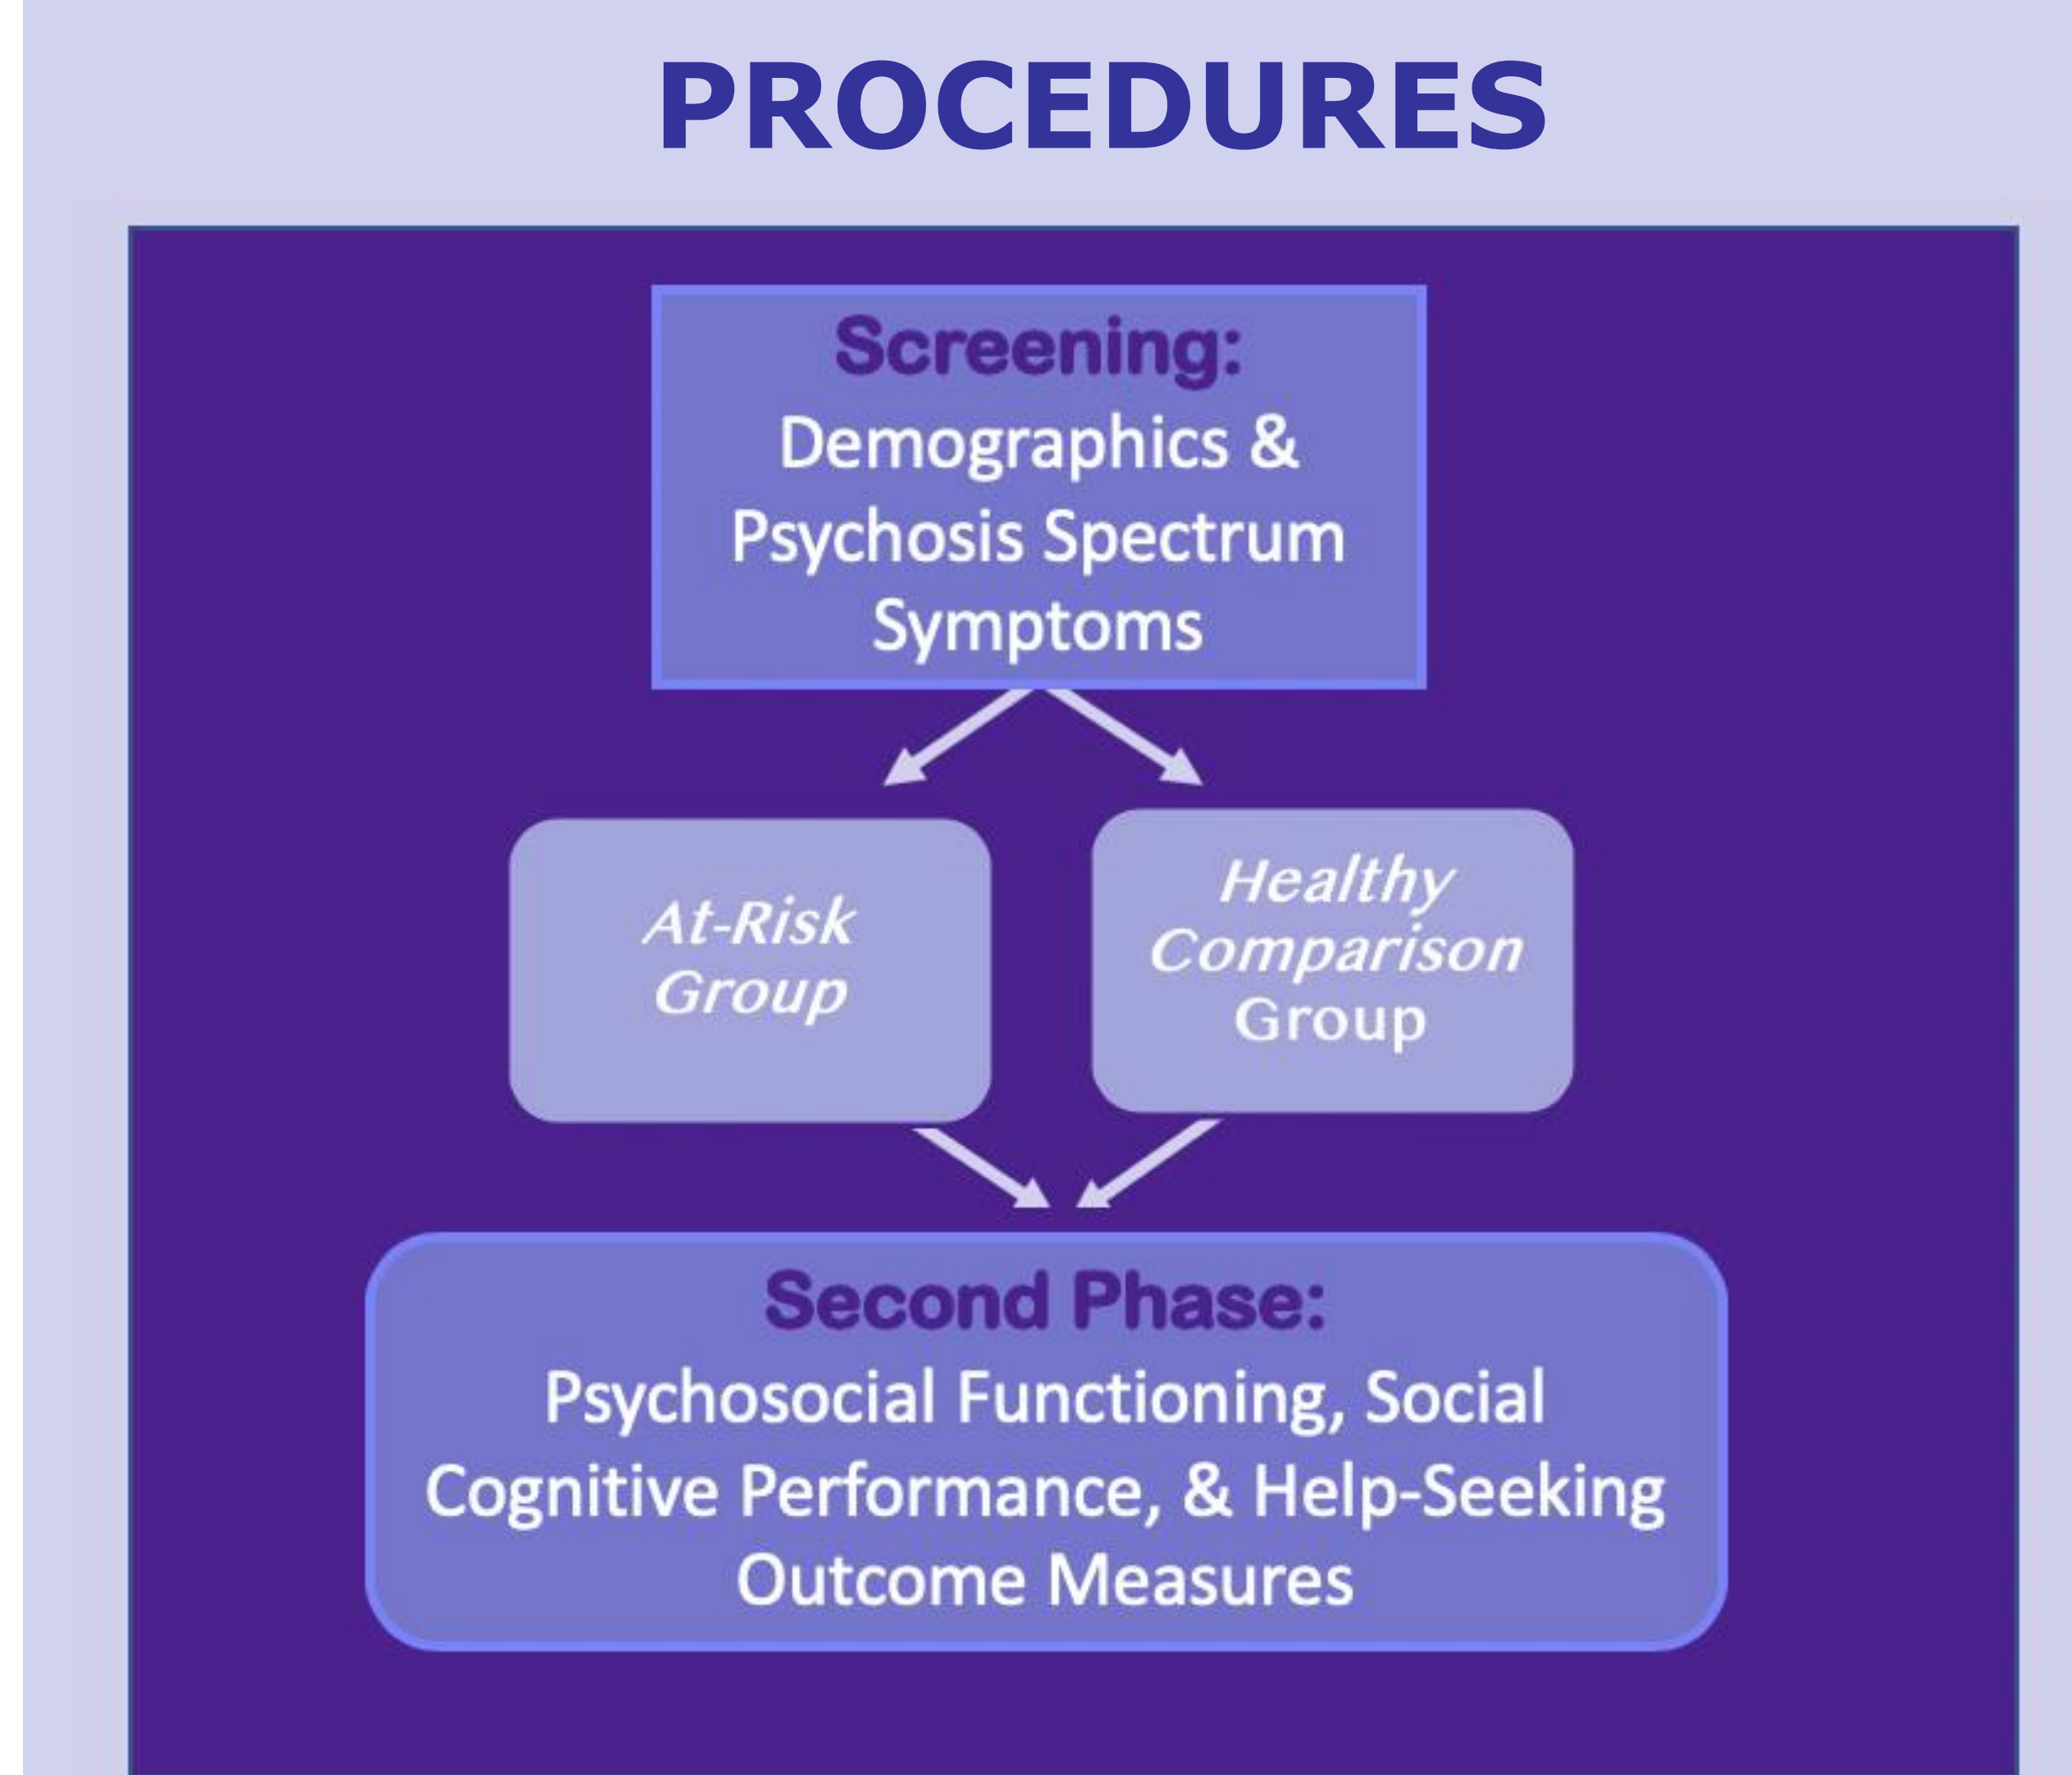 PROCEDURES
Screening:
Demographics &
Psychosis Spectrum
Symptoms
At-Risk
Group
Healthy
Comparison
Group
Second Phase:
Psychosocial Functioning, Social
Cognitive Performance, & Help-Seeking
Outcome Measures